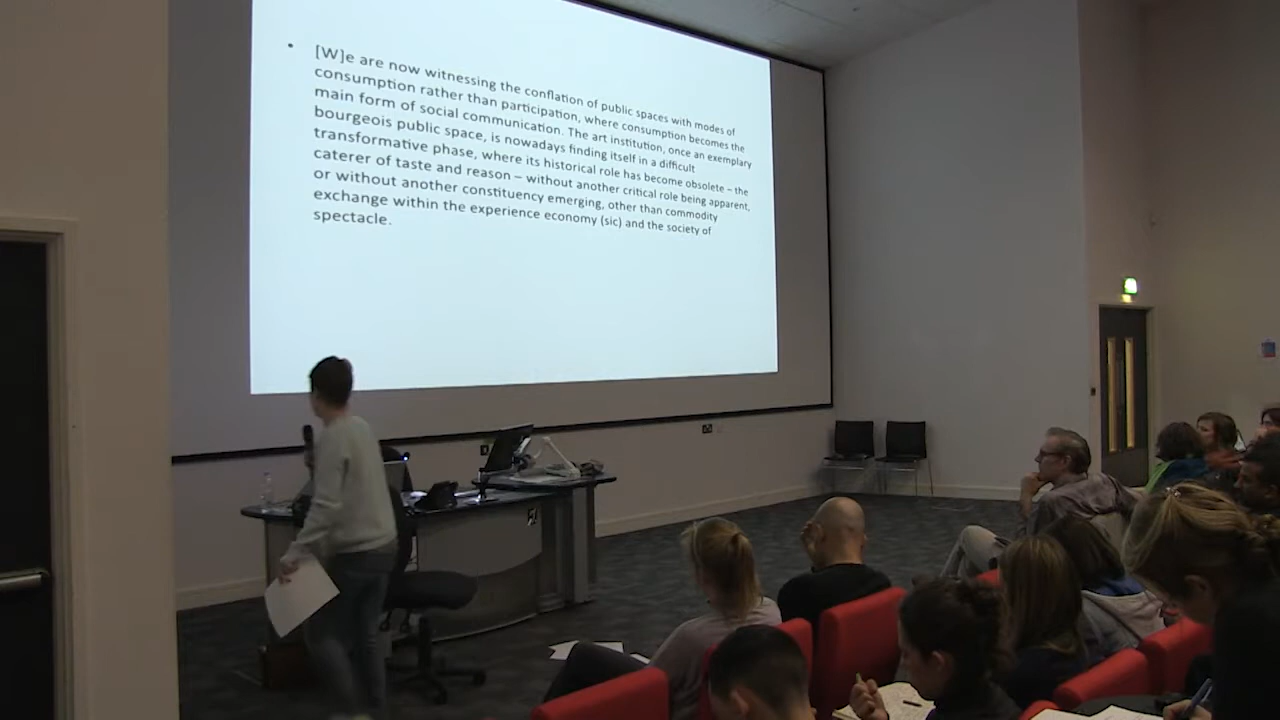 • [W]e are now witnessing the conflation of public spaces with modes of
consumption rather than participation, where consumption becomes the
main form of social communication. The art institution, once an exemplary
bourgeois public space, is nowadays finding itself in a difficult
transformative phase, where its historical role has become obsolete – the
caterer of taste and reason – without another critical role being apparent,
or without another constituency emerging, other than commodity
exchange within the experience economy (sic) and the society of
spectacle.